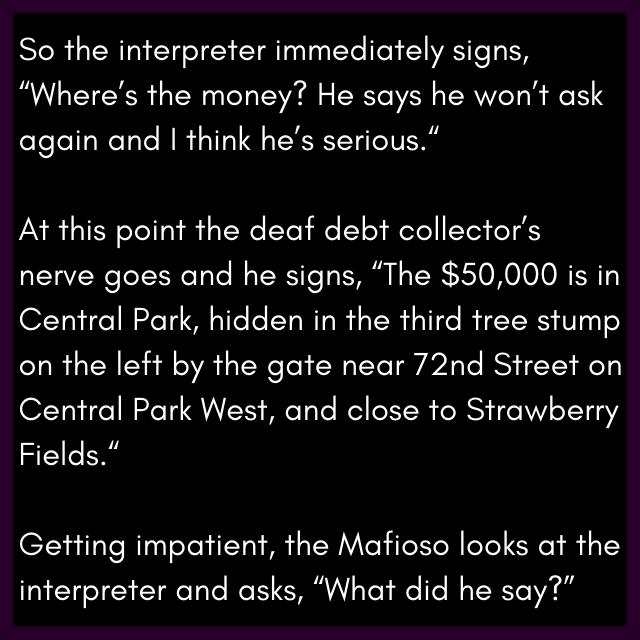 So the interpreter immediately signs,
“Where’s the money? He says he won’t ask
again and I think he’s serious.“
At this point the deaf debt collector’s
nerve goes and he signs, “The $50,000 is in
Central Park, hidden in the third tree stump
on the left by the gate near 72nd Street on
Central Park West, and close to Strawberry
Fields.“
Getting impatient, the Mafioso looks at the
interpreter and asks, “What did he say?”